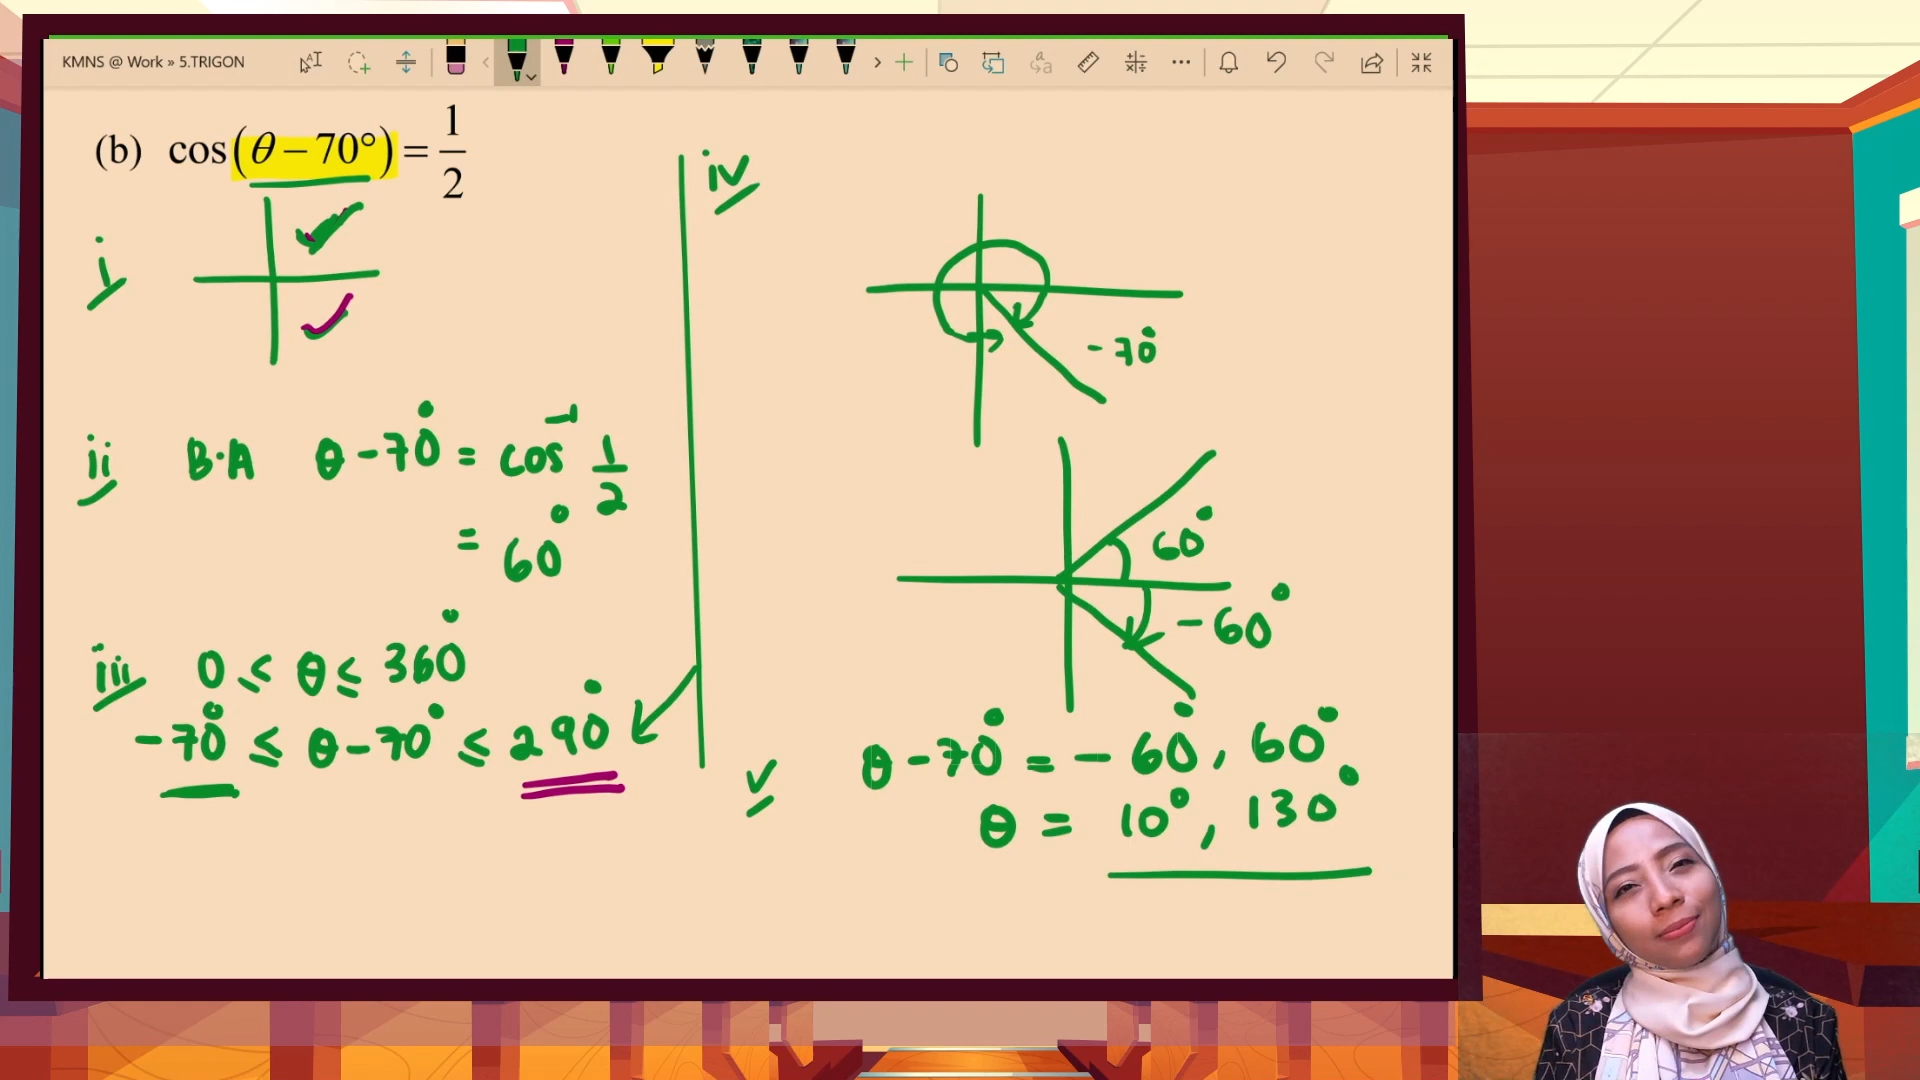 KMNS @ Work » 5.TRIGON
(b) cos(θ − 70°) = 1/2
i
ii B.A θ - 70° = cos⁻¹ 1/2
= 60°
iii 0 ≤ θ ≤ 360°
-70° ≤ θ - 70° ≤ 290°
iv
-70°
60°
-60°
v θ - 70° = - 60°, 60°
θ = 10°, 130°